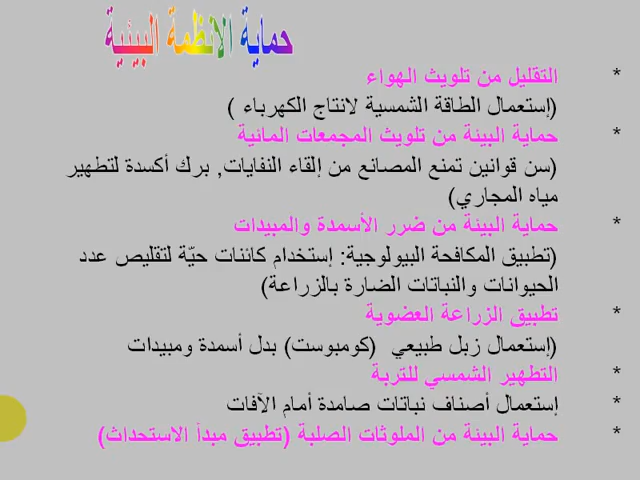 حماية الانظمة البيئية
* التقليل من تلويث الهواء
(إستعمال الطاقة الشمسية لانتاج الكهرباء )
* حماية البيئة من تلويث المجمعات المائية
(سن قوانين تمنع المصانع من إلقاء النفايات, برك أكسدة لتطهير
مياه المجاري)
* حماية البيئة من ضرر الأسمدة والمبيدات
(تطبيق المكافحة البيولوجية: إستخدام كائنات حيّة لتقليص عدد
الحيوانات والنباتات الضارة بالزراعة)
* تطبيق الزراعة العضوية
(إستعمال زبل طبيعي (كومبوست) بدل أسمدة ومبيدات
* التطهير الشمسي للتربة
* إستعمال أصناف نباتات صامدة أمام الآفات
* حماية البيئة من الملوثات الصلبة (تطبيق مبدأ الاستحداث)